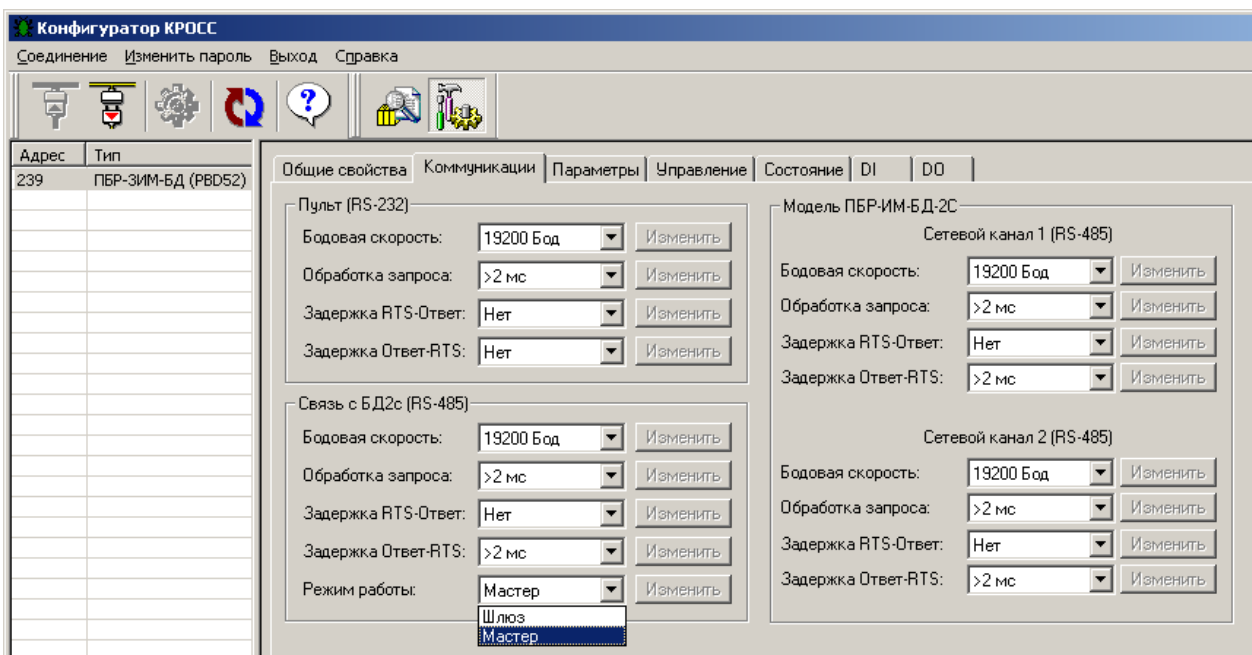 Конфигуратор КРОСС
Соединение Изменить пароль Выход Справка
Адрес Тип
239 ПБР-ЗИМ-БД (PBD52)
Общие свойства Коммуникации Параметры Управление Состояние DI DO
Пульт (RS-232)
Бодовая скорость: 19200 Бод Изменить
Обработка запроса: >2 мс Изменить
Задержка RTS-Ответ: Нет Изменить
Задержка Ответ-RTS: Нет Изменить
Связь с БД2с (RS-485)
Бодовая скорость: 19200 Бод Изменить
Обработка запроса: >2 мс Изменить
Задержка RTS-Ответ: Нет Изменить
Задержка Ответ-RTS: >2 мс Изменить
Режим работы: Мастер Изменить
Шлюз
Мастер
Модель ПБР-ИМ-БД-2С
Сетевой канал 1 (RS-485)
Бодовая скорость: 19200 Бод Изменить
Обработка запроса: >2 мс Изменить
Задержка RTS-Ответ: Нет Изменить
Задержка Ответ-RTS: >2 мс Изменить
Сетевой канал 2 (RS-485)
Бодовая скорость: 19200 Бод Изменить
Обработка запроса: >2 мс Изменить
Задержка RTS-Ответ: Нет Изменить
Задержка Ответ-RTS: >2 мс Изменить